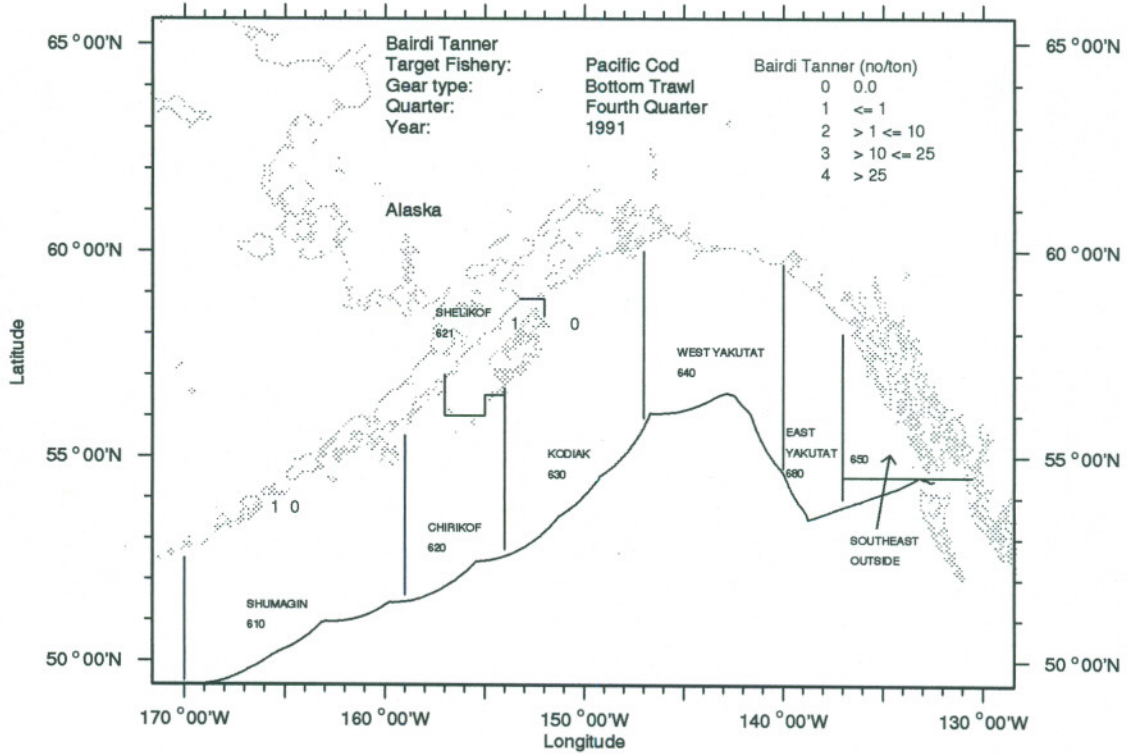 65 °00'N
65 °00'N
Bairdi Tanner
Target Fishery: Pacific Cod
Gear type: Bottom Trawl
Quarter: Fourth Quarter
Year: 1991
Bairdi Tanner (no/ton)
0 0.0
1 <= 1
2 > 1 <= 10
3 > 10 <= 25
4 > 25
Alaska
60 °00'N
60 °00'N
SHELIKOF
621
1 0
WEST YAKUTAT
640
Latitude
55 °00'N
55 °00'N
KODIAK
630
EAST
YAKUTAT
680
650
1 0
CHIRIKOF
620
SOUTHEAST
OUTSIDE
SHUMAGIN
610
50 °00'N
50 °00'N
170 °00'W
160 °00'W
150 °00'W
140 °00'W
130 °00'W
Longitude